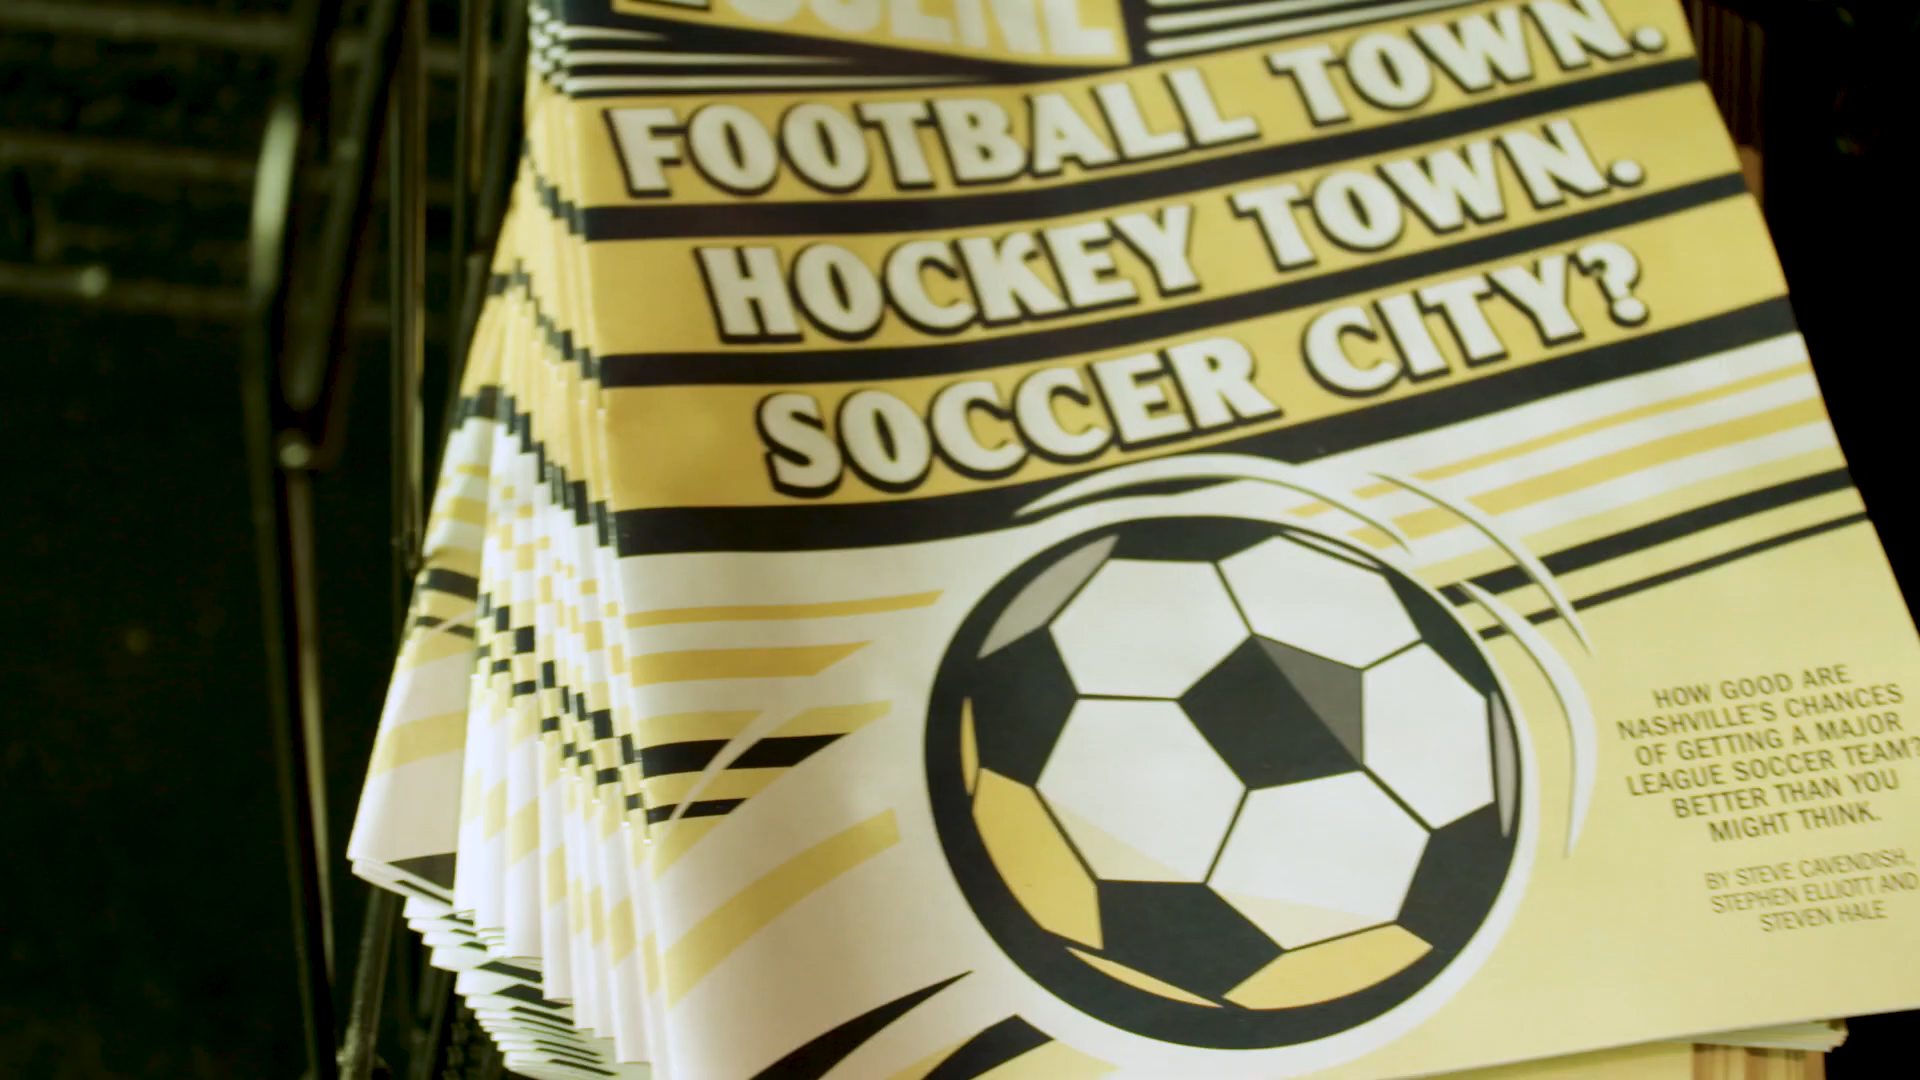 SCENE
FOOTBALL TOWN.
HOCKEY TOWN.
SOCCER CITY?
HOW GOOD ARE
NASHVILLE'S CHANCES
OF GETTING A MAJOR
LEAGUE SOCCER TEAM?
BETTER THAN YOU
MIGHT THINK.
BY STEVE CAVENDISH,
STEPHEN ELLIOTT AND
STEVEN HALE